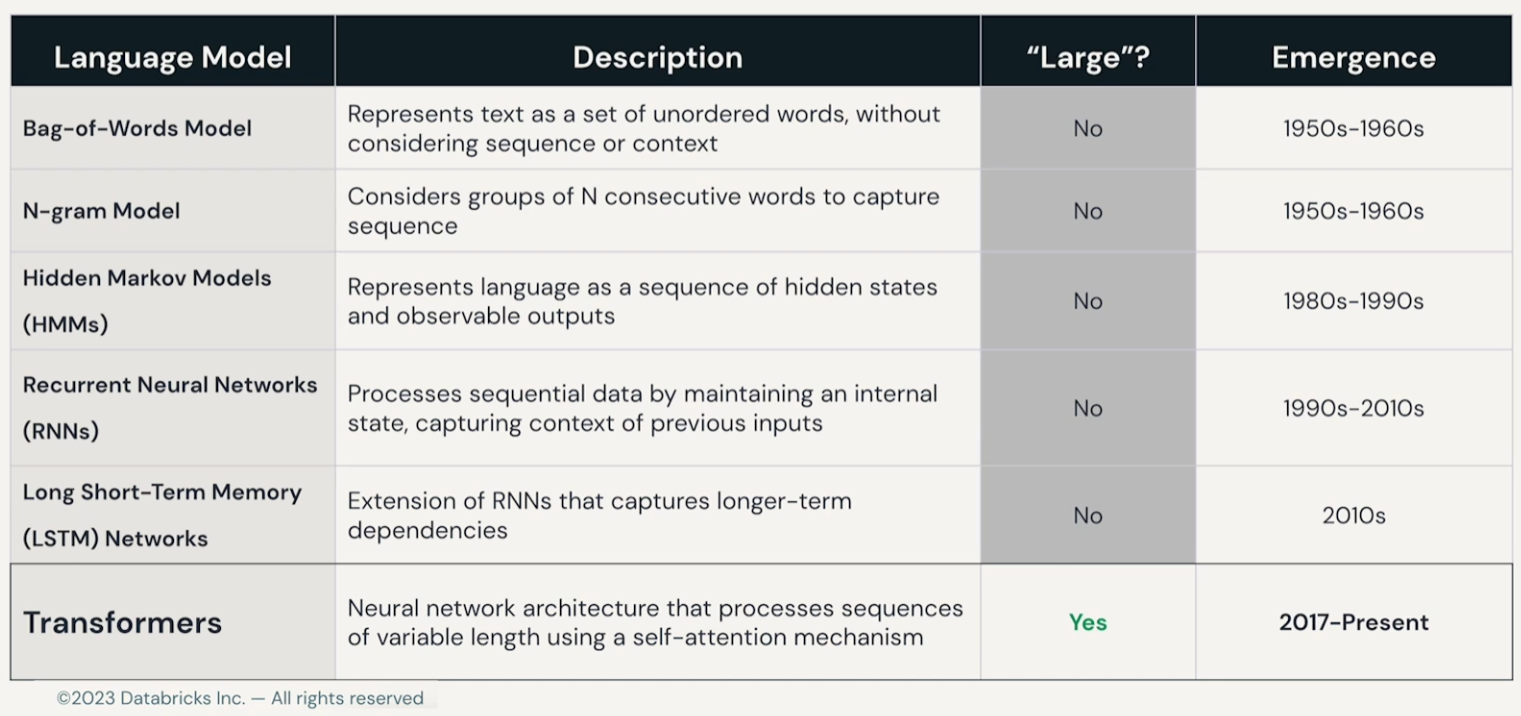 Language Model Description “Large”? Emergence
Bag-of-Words Model
Represents text as a set of unordered words, without
considering sequence or context
No
1950s-1960s
N-gram Model
Considers groups of N consecutive words to capture
sequence
No
1950s-1960s
Hidden Markov Models
(HMMs)
Represents language as a sequence of hidden states
and observable outputs
No
1980s-1990s
Recurrent Neural Networks
(RNNs)
Processes sequential data by maintaining an internal
state, capturing context of previous inputs
No
1990s-2010s
Long Short-Term Memory
(LSTM) Networks
Extension of RNNs that captures longer-term
dependencies
No
2010s
Transformers
Neural network architecture that processes sequences
of variable length using a self-attention mechanism
Yes
2017-Present
©2023 Databricks Inc. — All rights reserved